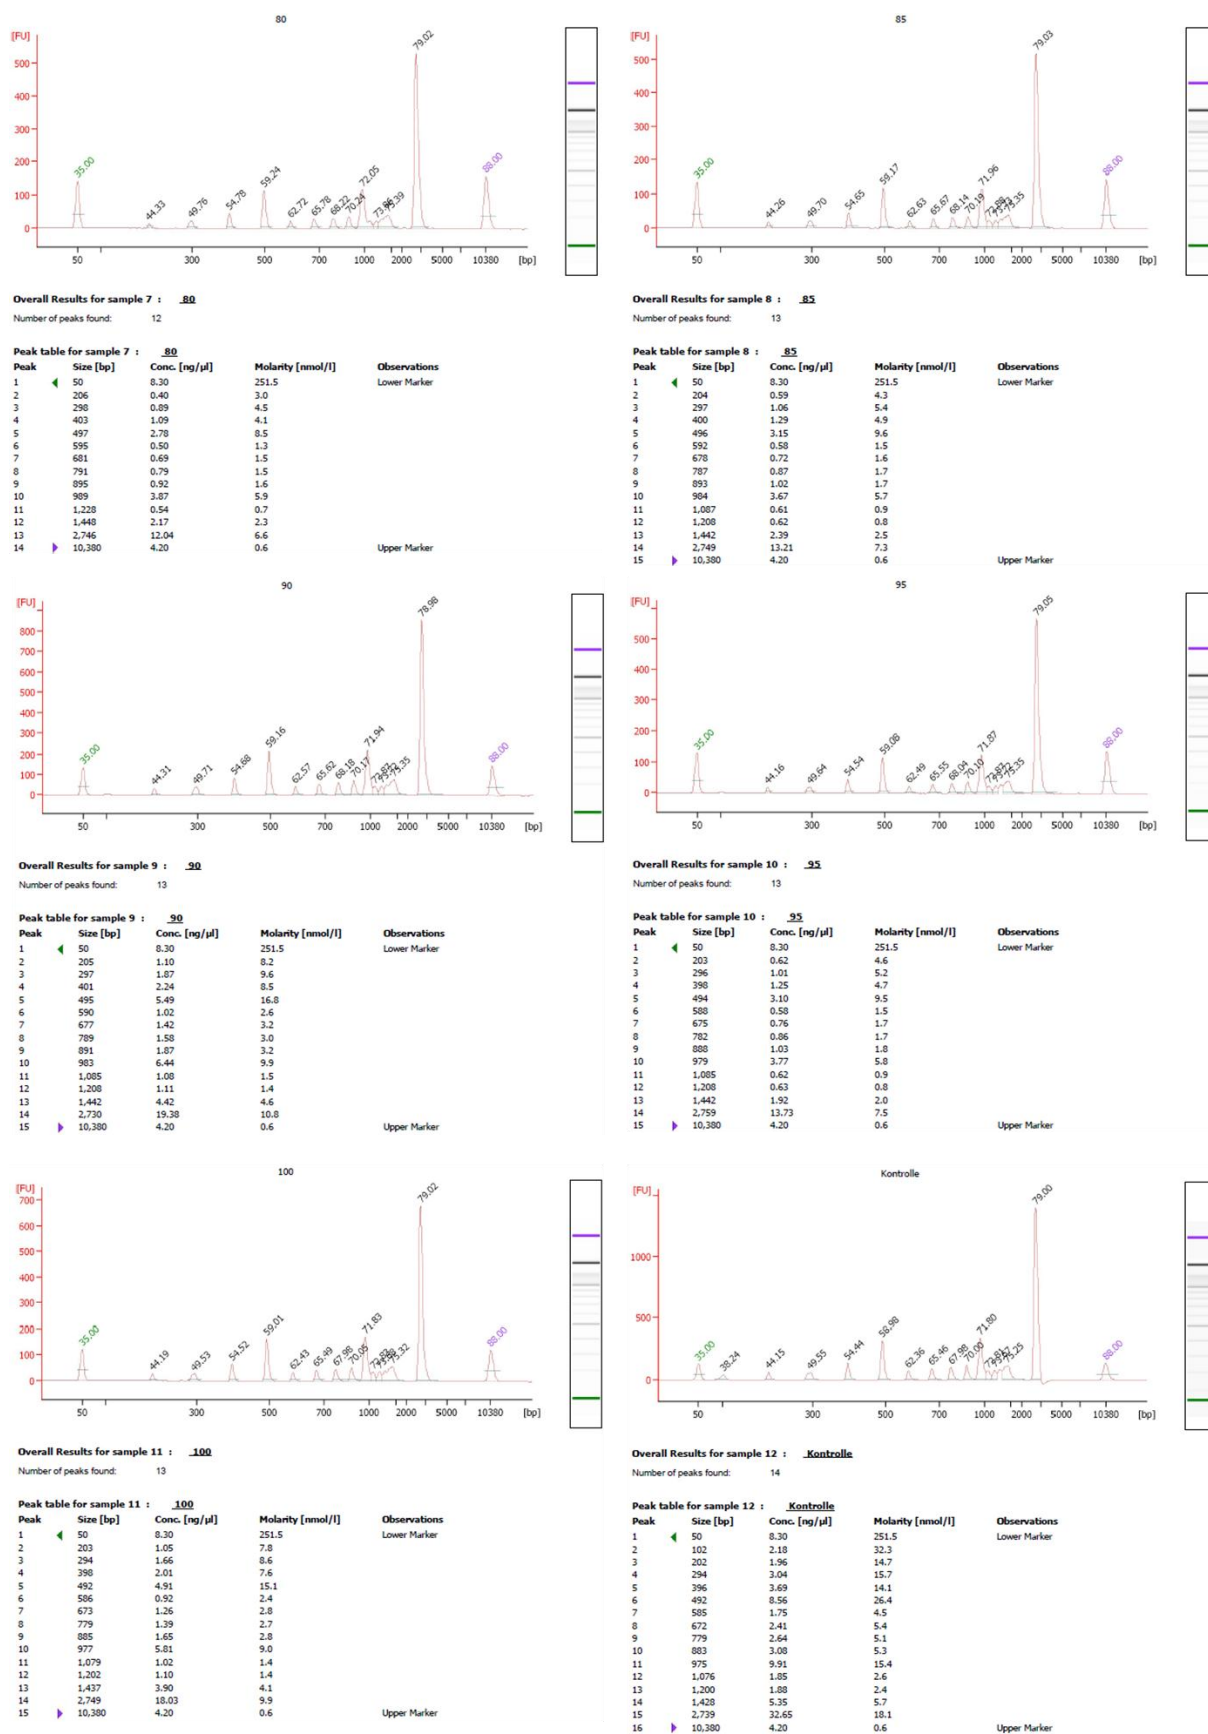 80
[FU]
500
400
300
200
100
0
35.00
44.33
49.76
54.78
59.24
62.72
65.78
68.22
70.24
72.05
75.39
79.02
88.00
50 300 500 700 1000 2000 5000 10380 [bp]
Overall Results for sample 7 : 80
Number of peaks found: 12
Peak table for sample 7 : 80
Peak Size [bp] Conc. [ng/µl] Molarity [nmol/l] Observations
1 50 8.30 251.5 Lower Marker
2 206 0.40 3.0
3 298 0.89 4.5
4 403 1.09 4.1
5 497 2.78 8.5
6 595 0.50 1.3
7 681 0.69 1.5
8 791 0.79 1.5
9 895 0.92 1.6
10 989 3.87 5.9
11 1,228 0.54 0.7
12 1,448 2.17 2.3
13 2,746 12.04 6.6
14 10,380 4.20 0.6 Upper Marker
85
[FU]
500
400
300
200
100
0
35.00
44.26
49.70
54.65
59.17
62.63
65.67
68.14
70.19
71.96
75.35
79.03
88.00
50 300 500 700 1000 2000 5000 10380 [bp]
Overall Results for sample 8 : 85
Number of peaks found: 13
Peak table for sample 8 : 85
Peak Size [bp] Conc. [ng/µl] Molarity [nmol/l] Observations
1 50 8.30 251.5 Lower Marker
2 204 0.59 4.3
3 297 1.06 5.4
4 400 1.29 4.9
5 496 3.15 9.6
6 592 0.58 1.5
7 678 0.72 1.6
8 787 0.87 1.7
9 893 1.02 1.7
10 984 3.67 5.7
11 1,087 0.61 0.9
12 1,208 0.62 0.8
13 1,442 2.39 2.5
14 2,749 13.21 7.3
15 10,380 4.20 0.6 Upper Marker
90
[FU]
800
700
600
500
400
300
200
100
0
35.00
44.31
49.71
54.68
59.16
62.57
65.62
68.18
70.17
71.94
75.35
78.98
88.00
50 300 500 700 1000 2000 5000 10380 [bp]
Overall Results for sample 9 : 90
Number of peaks found: 13
Peak table for sample 9 : 90
Peak Size [bp] Conc. [ng/µl] Molarity [nmol/l] Observations
1 50 8.30 251.5 Lower Marker
2 205 1.10 8.2
3 297 1.87 9.6
4 401 2.24 8.5
5 495 5.49 16.8
6 590 1.02 2.6
7 677 1.42 3.2
8 789 1.58 3.0
9 891 1.87 3.2
10 983 6.44 9.9
11 1,085 1.08 1.5
12 1,208 1.11 1.4
13 1,442 4.42 4.6
14 2,730 19.38 10.8
15 10,380 4.20 0.6 Upper Marker
95
[FU]
500
400
300
200
100
0
35.00
44.16
49.64
54.54
59.08
62.49
65.55
68.04
70.10
71.87
75.35
79.05
88.00
50 300 500 700 1000 2000 5000 10380 [bp]
Overall Results for sample 10 : 95
Number of peaks found: 13
Peak table for sample 10 : 95
Peak Size [bp] Conc. [ng/µl] Molarity [nmol/l] Observations
1 50 8.30 251.5 Lower Marker
2 203 0.62 4.6
3 296 1.01 5.2
4 398 1.25 4.7
5 494 3.10 9.5
6 588 0.58 1.5
7 675 0.76 1.7
8 782 0.86 1.7
9 888 1.03 1.8
10 979 3.77 5.8
11 1,085 0.62 0.9
12 1,208 0.63 0.8
13 1,442 1.92 2.0
14 2,759 13.73 7.5
15 10,380 4.20 0.6 Upper Marker
100
[FU]
700
600
500
400
300
200
100
0
35.00
44.19
49.53
54.52
59.01
62.43
65.49
67.98
70.05
71.83
75.32
79.02
88.00
50 300 500 700 1000 2000 5000 10380 [bp]
Overall Results for sample 11 : 100
Number of peaks found: 13
Peak table for sample 11 : 100
Peak Size [bp] Conc. [ng/µl] Molarity [nmol/l] Observations
1 50 8.30 251.5 Lower Marker
2 203 1.05 7.8
3 294 1.66 8.6
4 398 2.01 7.6
5 492 4.91 15.1
6 586 0.92 2.4
7 673 1.26 2.8
8 779 1.39 2.7
9 885 1.65 2.8
10 977 5.81 9.0
11 1,079 1.02 1.4
12 1,202 1.10 1.4
13 1,437 3.90 4.1
14 2,749 18.03 9.9
15 10,380 4.20 0.6 Upper Marker
Kontrolle
[FU]
1000
500
0
35.00
38.24
44.15
49.55
54.44
58.98
62.36
65.46
67.98
70.00
71.80
75.25
79.00
88.00
50 300 500 700 1000 2000 5000 10380 [bp]
Overall Results for sample 12 : Kontrolle
Number of peaks found: 14
Peak table for sample 12 : Kontrolle
Peak Size [bp] Conc. [ng/µl] Molarity [nmol/l] Observations
1 50 8.30 251.5 Lower Marker
2 102 2.18 32.3
3 202 1.96 14.7
4 294 3.04 15.7
5 396 3.69 14.1
6 492 8.56 26.4
7 585 1.75 4.5
8 672 2.41 5.4
9 779 2.64 5.1
10 883 3.08 5.3
11 975 9.91 15.4
12 1,076 1.85 2.6
13 1,200 1.88 2.4
14 1,428 5.35 5.7
15 2,739 32.65 18.1
16 10,380 4.20 0.6 Upper Marker